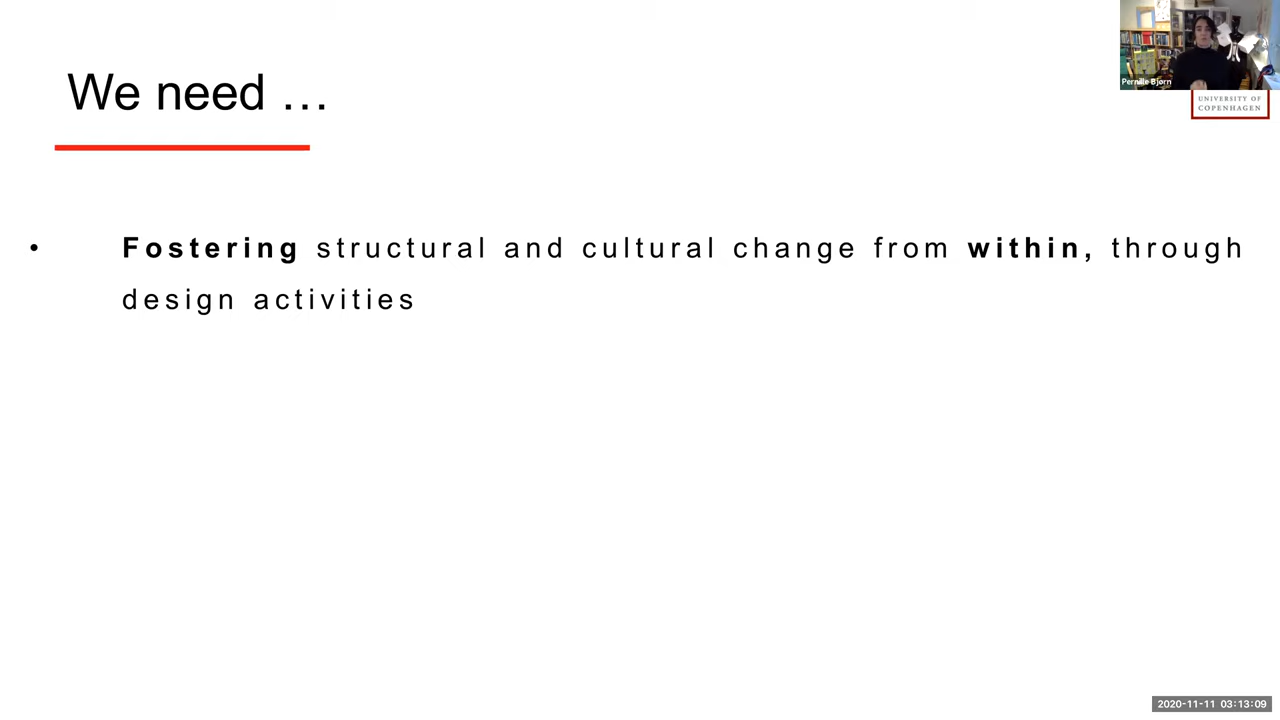 We need …
Pernille Bjørn
UNIVERSITY OF
COPENHAGEN
• Fostering structural and cultural change from within, through
design activities
2020-11-11 03:13:09